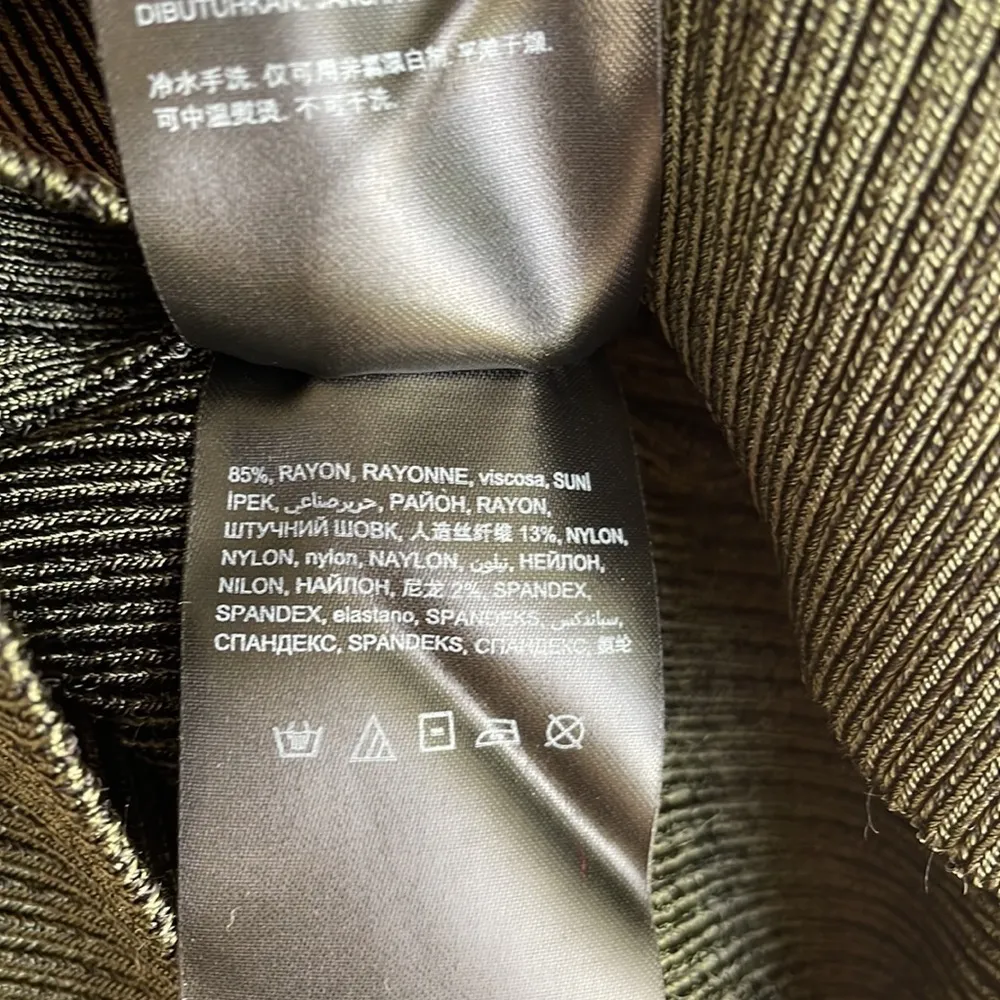 DIBUTUHKAN.
冷水手洗. 仅可用非氯漂白剂. 平摊干燥.
可中温熨烫. 不可干洗.
85%, RAYON, RAYONNE, viscosa, SUNİ
İPEK, حریرصناعی, РАЙОН, RAYON,
ШТУЧНИЙ ШОВК, 人造丝纤维 13%, NYLON,
NYLON, nylon, NAYLON, نيلون, НЕЙЛОН,
NILON, НАЙЛОН, 尼龙 2%, SPANDEX,
SPANDEX, elastano, SPANDEKS, سباندكس,
СПАНДЕКС, SPANDEKS, СПАНДЕКС, 氨纶